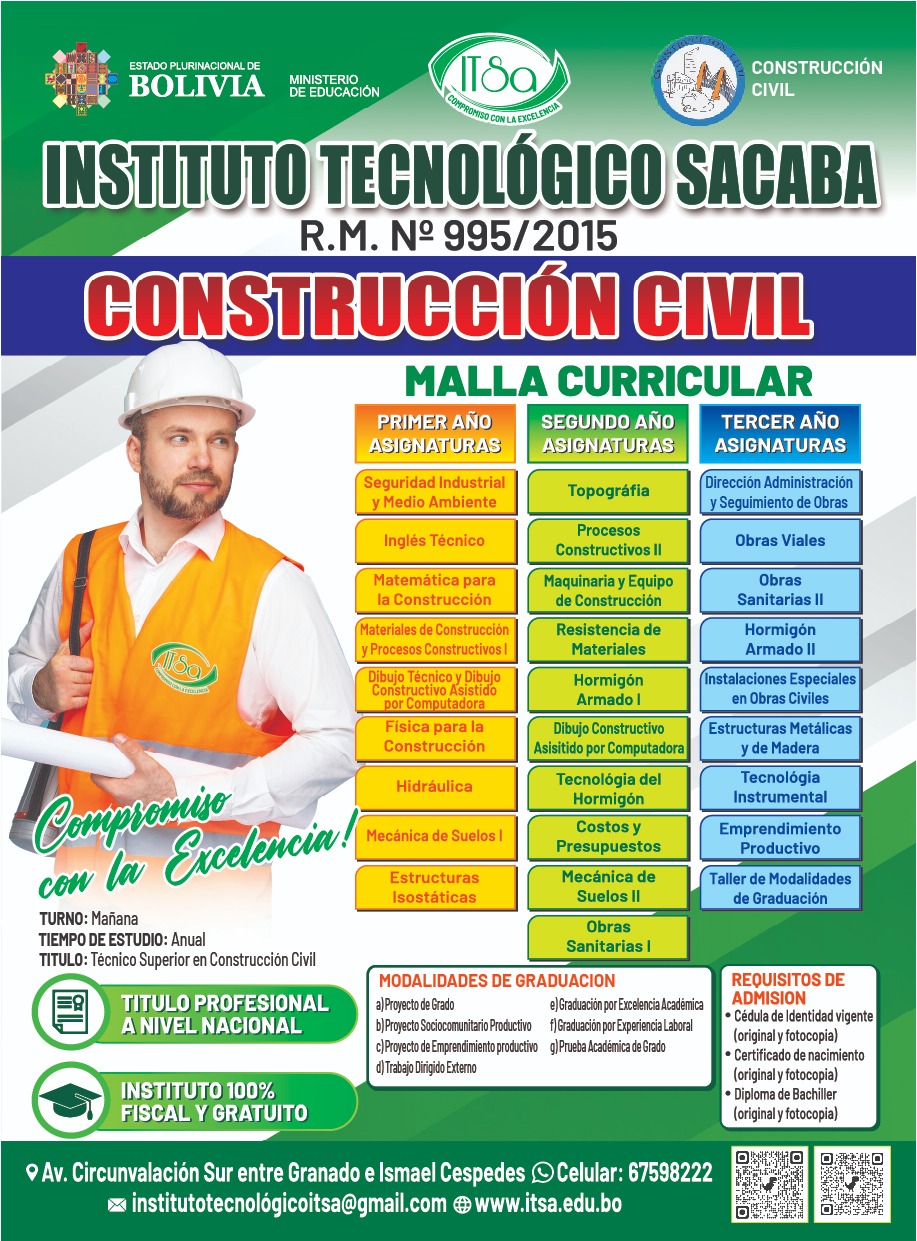 ESTADO PLURINACIONAL DE
BOLIVIA
MINISTERIO
DE EDUCACIÓN
ITSa
COMPROMISO CON LA EXCELENCIA
CONSTRUCCION CIVIL
CONSTRUCCIÓN
CIVIL
INSTITUTO TECNOLÓGICO SACABA
R.M. Nº 995/2015
CONSTRUCCIÓN CIVIL
MALLA CURRICULAR
PRIMER AÑO
ASIGNATURAS
Seguridad Industrial
y Medio Ambiente
Inglés Técnico
Matemática para
la Construcción
Materiales de Construcción
y Procesos Constructivos I
Dibujo Técnico y Dibujo
Constructivo Asistido
por Computadora
Física para la
Construcción
Hidráulica
Mecánica de Suelos I
Estructuras
Isostáticas
SEGUNDO AÑO
ASIGNATURAS
Topográfia
Procesos
Constructivos II
Maquinaria y Equipo
de Construcción
Resistencia de
Materiales
Hormigón
Armado I
Dibujo Constructivo
Asisitido por Computadora
Tecnológia del
Hormigón
Costos y
Presupuestos
Mecánica de
Suelos II
Obras
Sanitarias I
TERCER AÑO
ASIGNATURAS
Dirección Administración
y Seguimiento de Obras
Obras Viales
Obras
Sanitarias II
Hormigón
Armado II
Instalaciones Especiales
en Obras Civiles
Estructuras Metálicas
y de Madera
Tecnológia
Instrumental
Emprendimiento
Productivo
Taller de Modalidades
de Graduación
ITSa
COMPROMISO CON LA EXCELENCIA
Compromiso
con la Excelencia!
TURNO: Mañana
TIEMPO DE ESTUDIO: Anual
TITULO: Técnico Superior en Construcción Civil
TITULO PROFESIONAL
A NIVEL NACIONAL
INSTITUTO 100%
FISCAL Y GRATUITO
MODALIDADES DE GRADUACION
a) Proyecto de Grado
b) Proyecto Sociocomunitario Productivo
c) Proyecto de Emprendimiento productivo
d) Trabajo Dirigido Externo
e) Graduación por Excelencia Académica
f) Graduación por Experiencia Laboral
g) Prueba Académica de Grado
REQUISITOS DE
ADMISION
• Cédula de Identidad vigente
(original y fotocopia)
• Certificado de nacimiento
(original y fotocopia)
• Diploma de Bachiller
(original y fotocopia)
Av. Circunvalación Sur entre Granado e Ismael Cespedes Celular: 67598222
institutotecnológicoitsa@gmail.com www.itsa.edu.bo